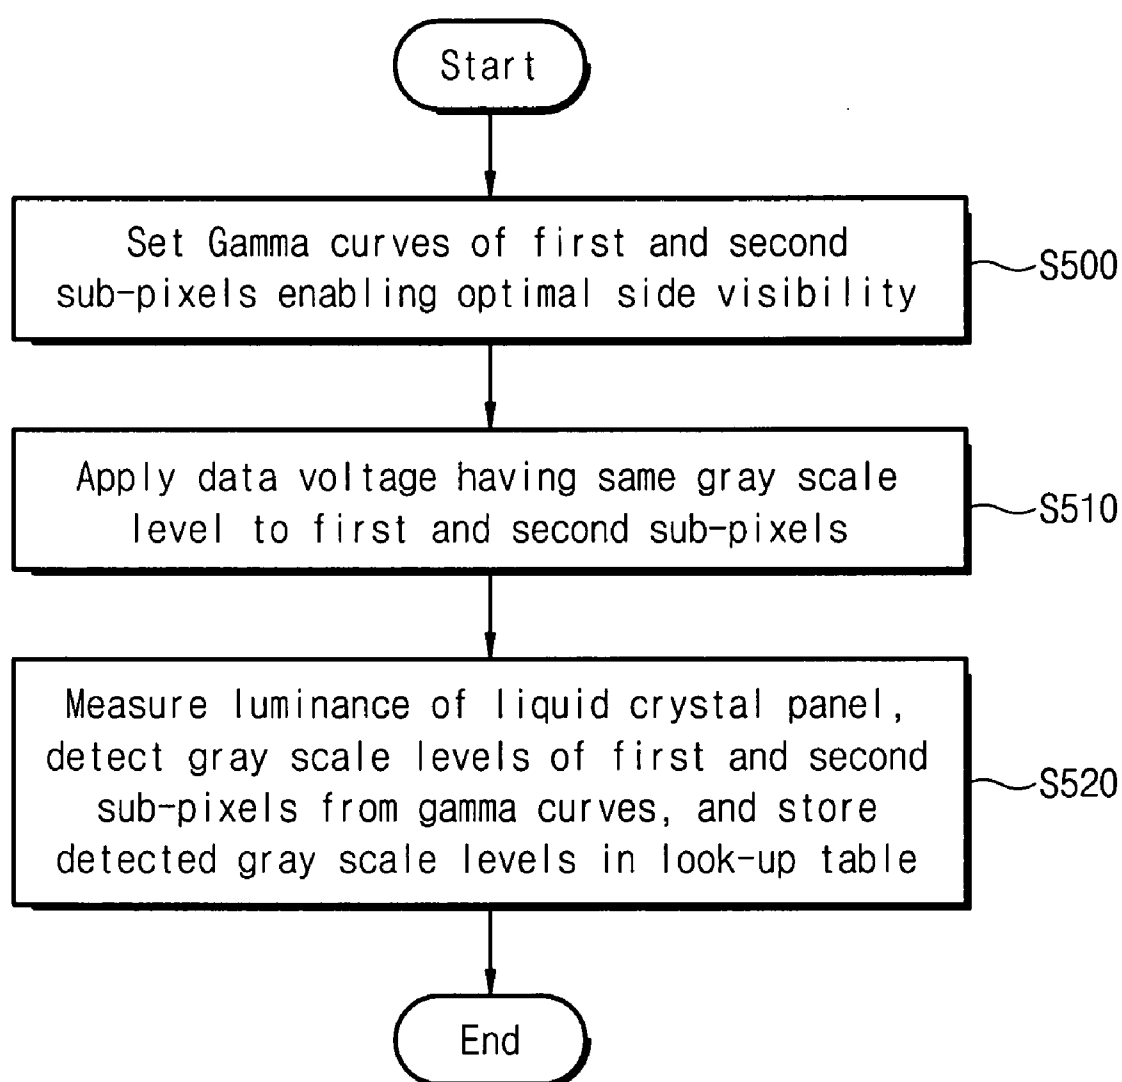 Start
Set Gamma curves of first and second
sub-pixels enabling optimal side visibility
S500
Apply data voltage having same gray scale
level to first and second sub-pixels
S510
Measure luminance of liquid crystal panel,
detect gray scale levels of first and second
sub-pixels from gamma curves, and store
detected gray scale levels in look-up table
S520
End